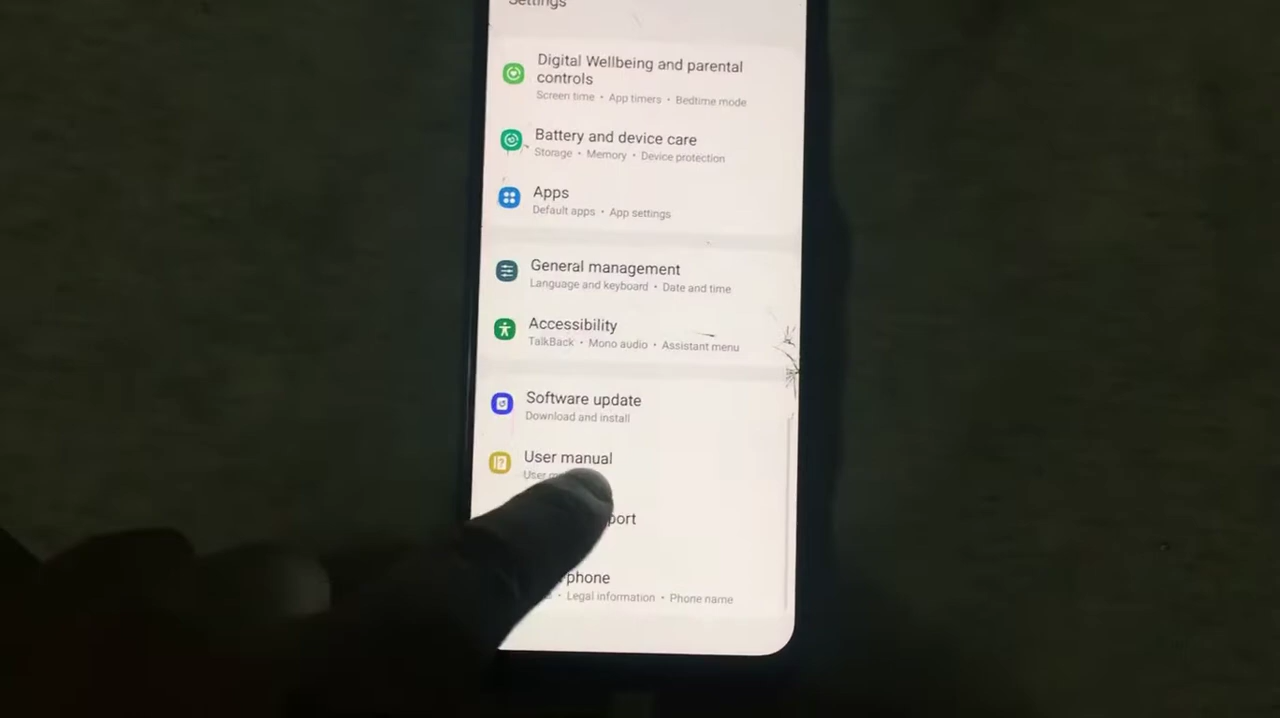 Settings
Digital Wellbeing and parental
controls
Screen time • App timers • Bedtime mode
Battery and device care
Storage • Memory • Device protection
Apps
Default apps • App settings
General management
Language and keyboard • Date and time
Accessibility
TalkBack • Mono audio • Assistant menu
Software update
Download and install
User manual
User
phone
• Legal information • Phone name